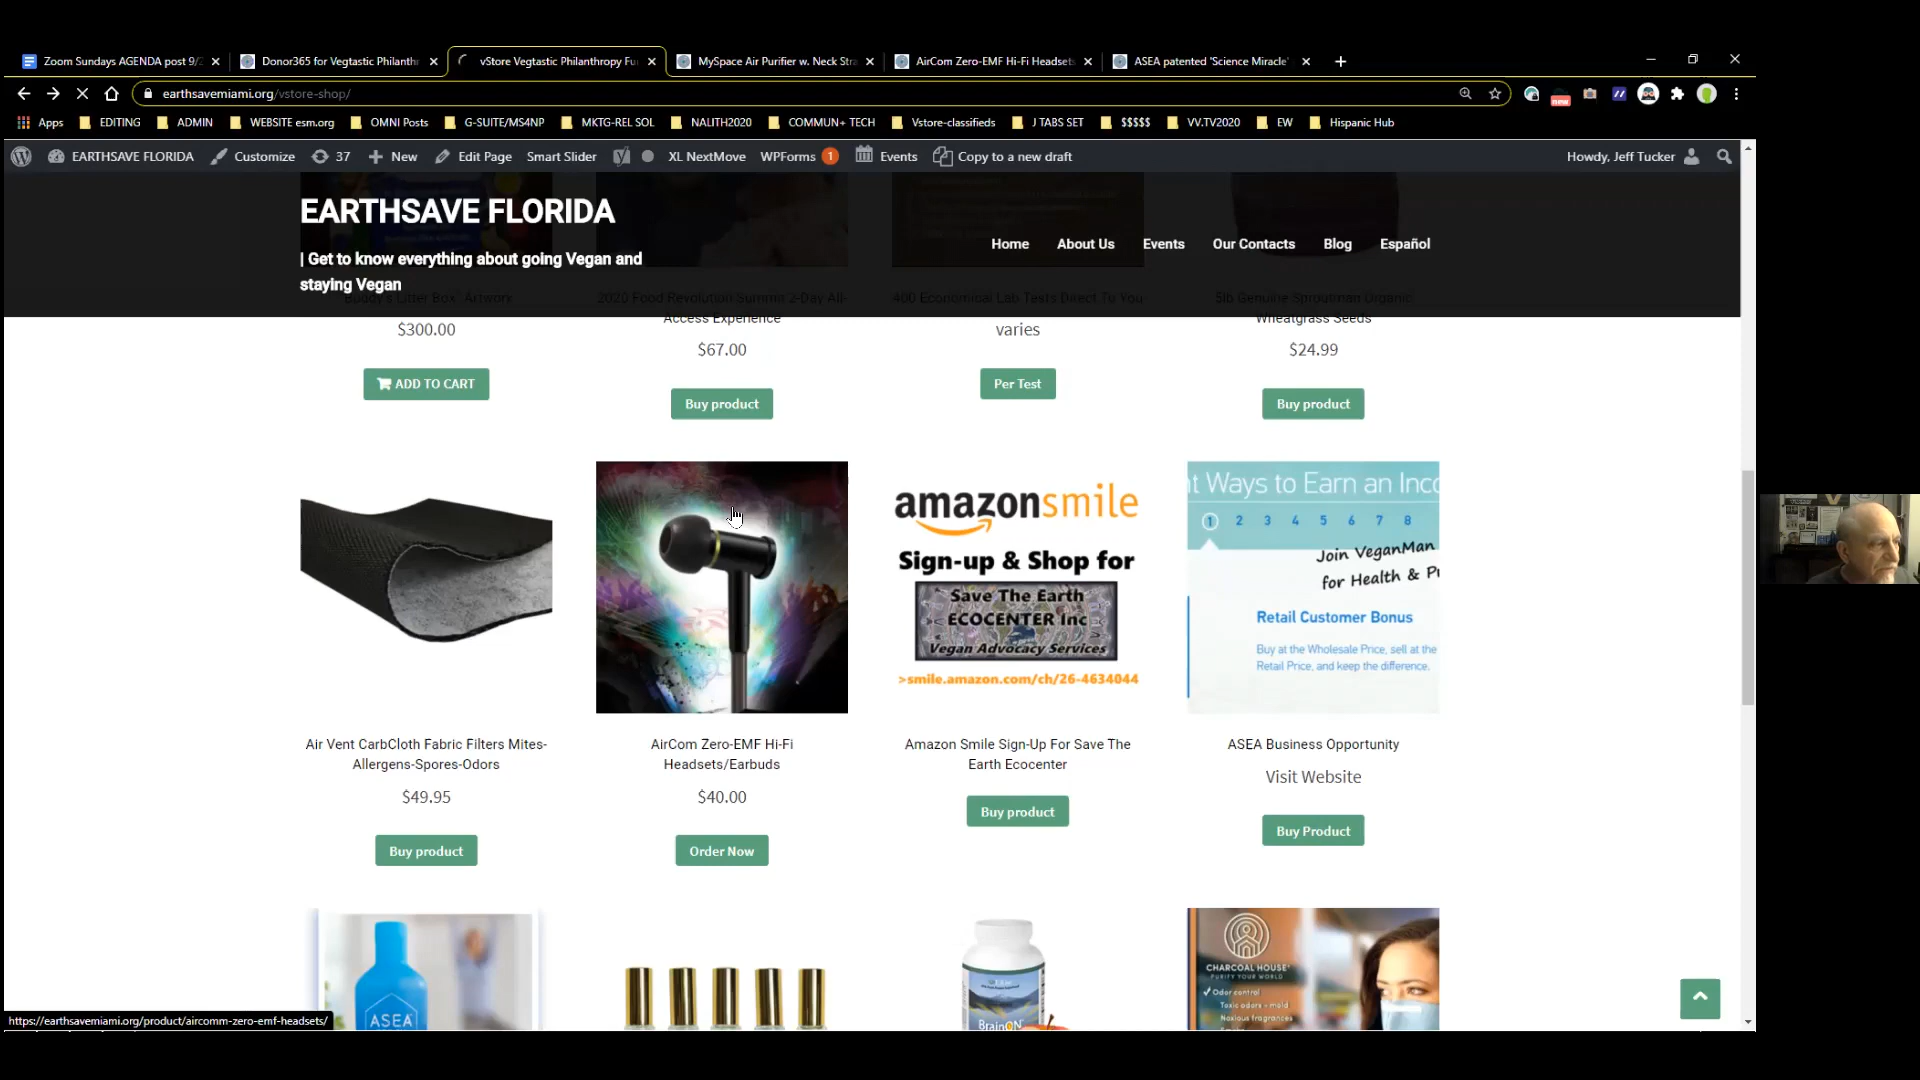 Zoom Sundays AGENDA post 9/2
Donor365 for Vegtastic Philanthr
vStore Vegtastic Philanthropy Fu
MySpace Air Purifier w. Neck Stra
AirCom Zero-EMF Hi-Fi Headsets
ASEA patented 'Science Miracle'
earthsavemiami.org/vstore-shop/
new
Apps
EDITING
ADMIN
WEBSITE esm.org
OMNI Posts
G-SUITE/MS4NP
MKTG-REL SOL
NALITH2020
COMMUN+ TECH
Vstore-classifieds
J TABS SET
$$$$$
VV.TV2020
EW
Hispanic Hub
EARTHSAVE FLORIDA
Customize
37
New
Edit Page
Smart Slider
XL NextMove
WPForms 1
Events
Copy to a new draft
Howdy, Jeff Tucker
EARTHSAVE FLORIDA
| Get to know everything about going Vegan and
staying Vegan
Home
About Us
Events
Our Contacts
Blog
Español
Buddy's Litter Box" Artwork
$300.00
ADD TO CART
2020 Food Revolution Summit 2-Day All-
Access Experience
$67.00
Buy product
400 Economical Lab Tests Direct To You-
varies
Per Test
5lb Genuine Sproutman Organic
Wheatgrass Seeds
$24.99
Buy product
amazonsmile
Sign-up & Shop for
Save The Earth
ECOCENTER Inc
Vegan Advocacy Services
>smile.amazon.com/ch/26-4634044
t Ways to Earn an Inco
1 2 3 4 5 6 7 8
Join VeganMan
for Health &
Retail Customer Bonus
Buy at the Wholesale Price, sell at the
Retail Price, and keep the difference.
Air Vent CarbCloth Fabric Filters Mites-
Allergens-Spores-Odors
$49.95
Buy product
AirCom Zero-EMF Hi-Fi
Headsets/Earbuds
$40.00
Order Now
Amazon Smile Sign-Up For Save The
Earth Ecocenter
Buy product
ASEA Business Opportunity
Visit Website
Buy Product
ASEA
BrainON
CHARCOAL HOUSE
PURIFY YOUR WORLD
Odor control
Toxic odors - mold
Noxious fragrances
https://earthsavemiami.org/product/aircomm-zero-emf-headsets/